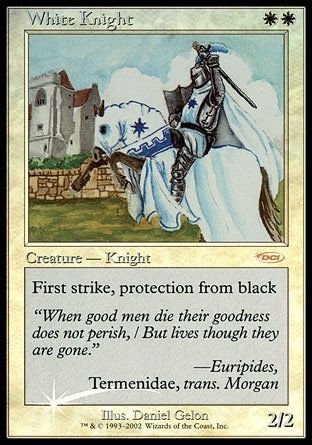 White Knight
Creature — Knight
DCI
First strike, protection from black
“When good men die their goodness
does not perish, / But lives though they
are gone.”
—Euripides,
Termenidae, trans. Morgan
2/2
Illus. Daniel Gelon
™ & © 1993–2002 Wizards of the Coast, Inc.